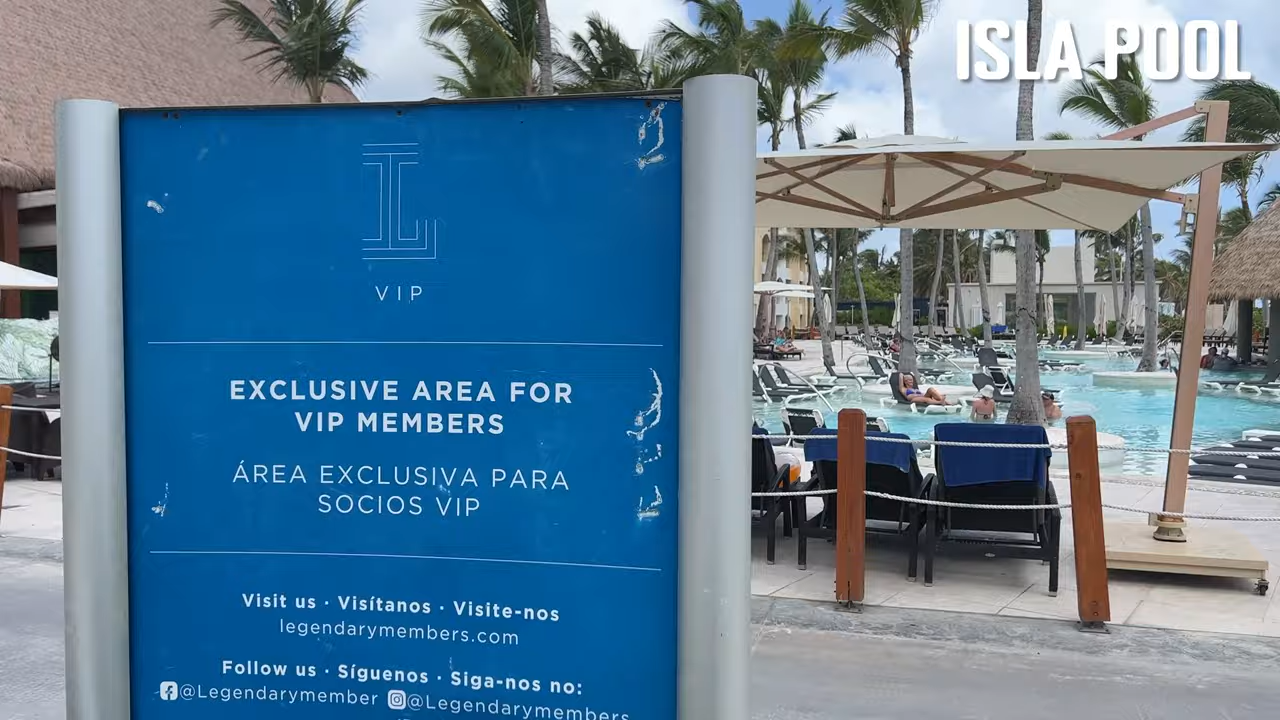 ISLA POOL
L
VIP
EXCLUSIVE AREA FOR
VIP MEMBERS
ÁREA EXCLUSIVA PARA
SOCIOS VIP
Visit us · Visítanos · Visite-nos
legendarymembers.com
Follow us · Síguenos · Siga-nos no:
@Legendarymember @Legendarymembers